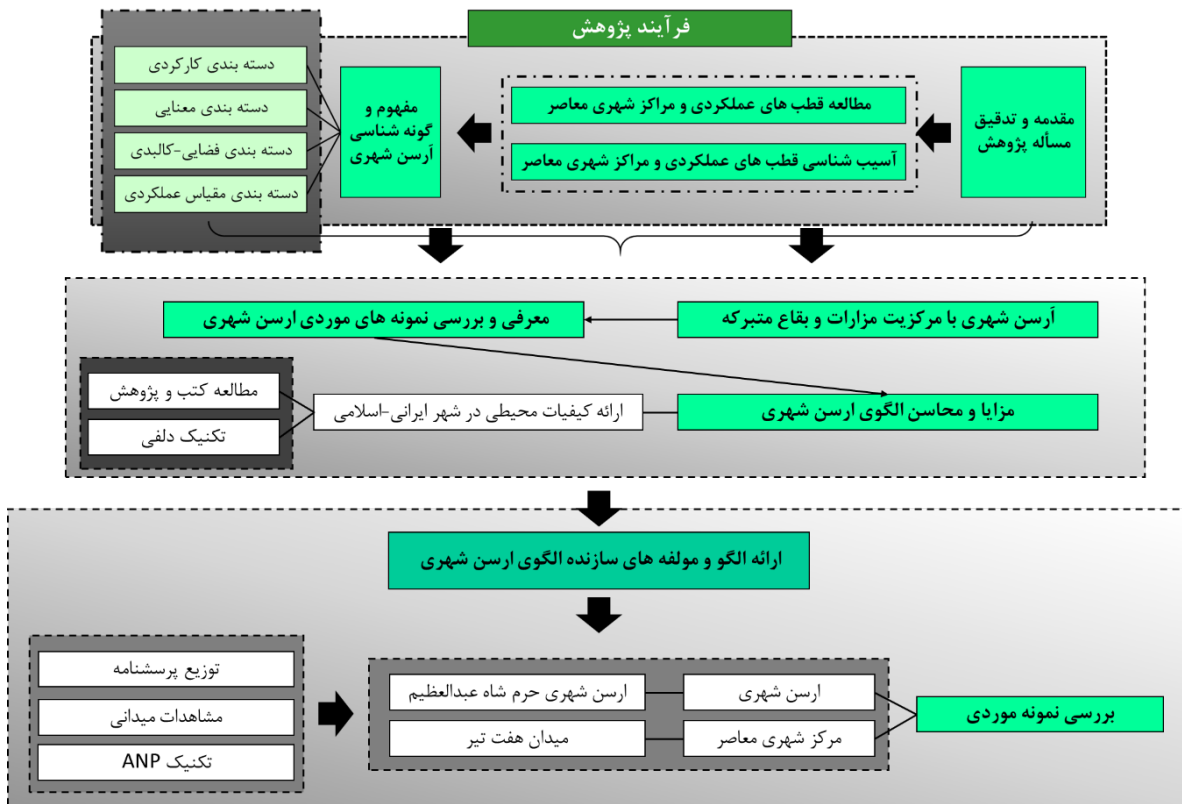 فرآیند پژوهش
مقدمه و تدقیق
مسأله پژوهش
مطالعه قطب های عملکردی و مراکز شهری معاصر
آسیب شناسی قطب های عملکردی و مراکز شهری معاصر
مفهوم و
گونه شناسی
اَرسن شهری
دسته بندی کارکردی
دسته بندی معنایی
دسته بندی فضایی-کالبدی
دسته بندی مقیاس عملکردی
اَرسن شهری با مرکزیت مزارات و بقاع متبرکه
معرفی و بررسی نمونه های موردی ارسن شهری
مزایا و محاسن الگوی ارسن شهری
ارائه کیفیات محیطی در شهر ایرانی-اسلامی
مطالعه کتب و پژوهش
تکنیک دلفی
ارائه الگو و مولفه های سازنده الگوی ارسن شهری
بررسی نمونه موردی
ارسن شهری
ارسن شهری حرم شاه عبدالعظیم
مرکز شهری معاصر
میدان هفت تیر
توزیع پرسشنامه
مشاهدات میدانی
تکنیک ANP